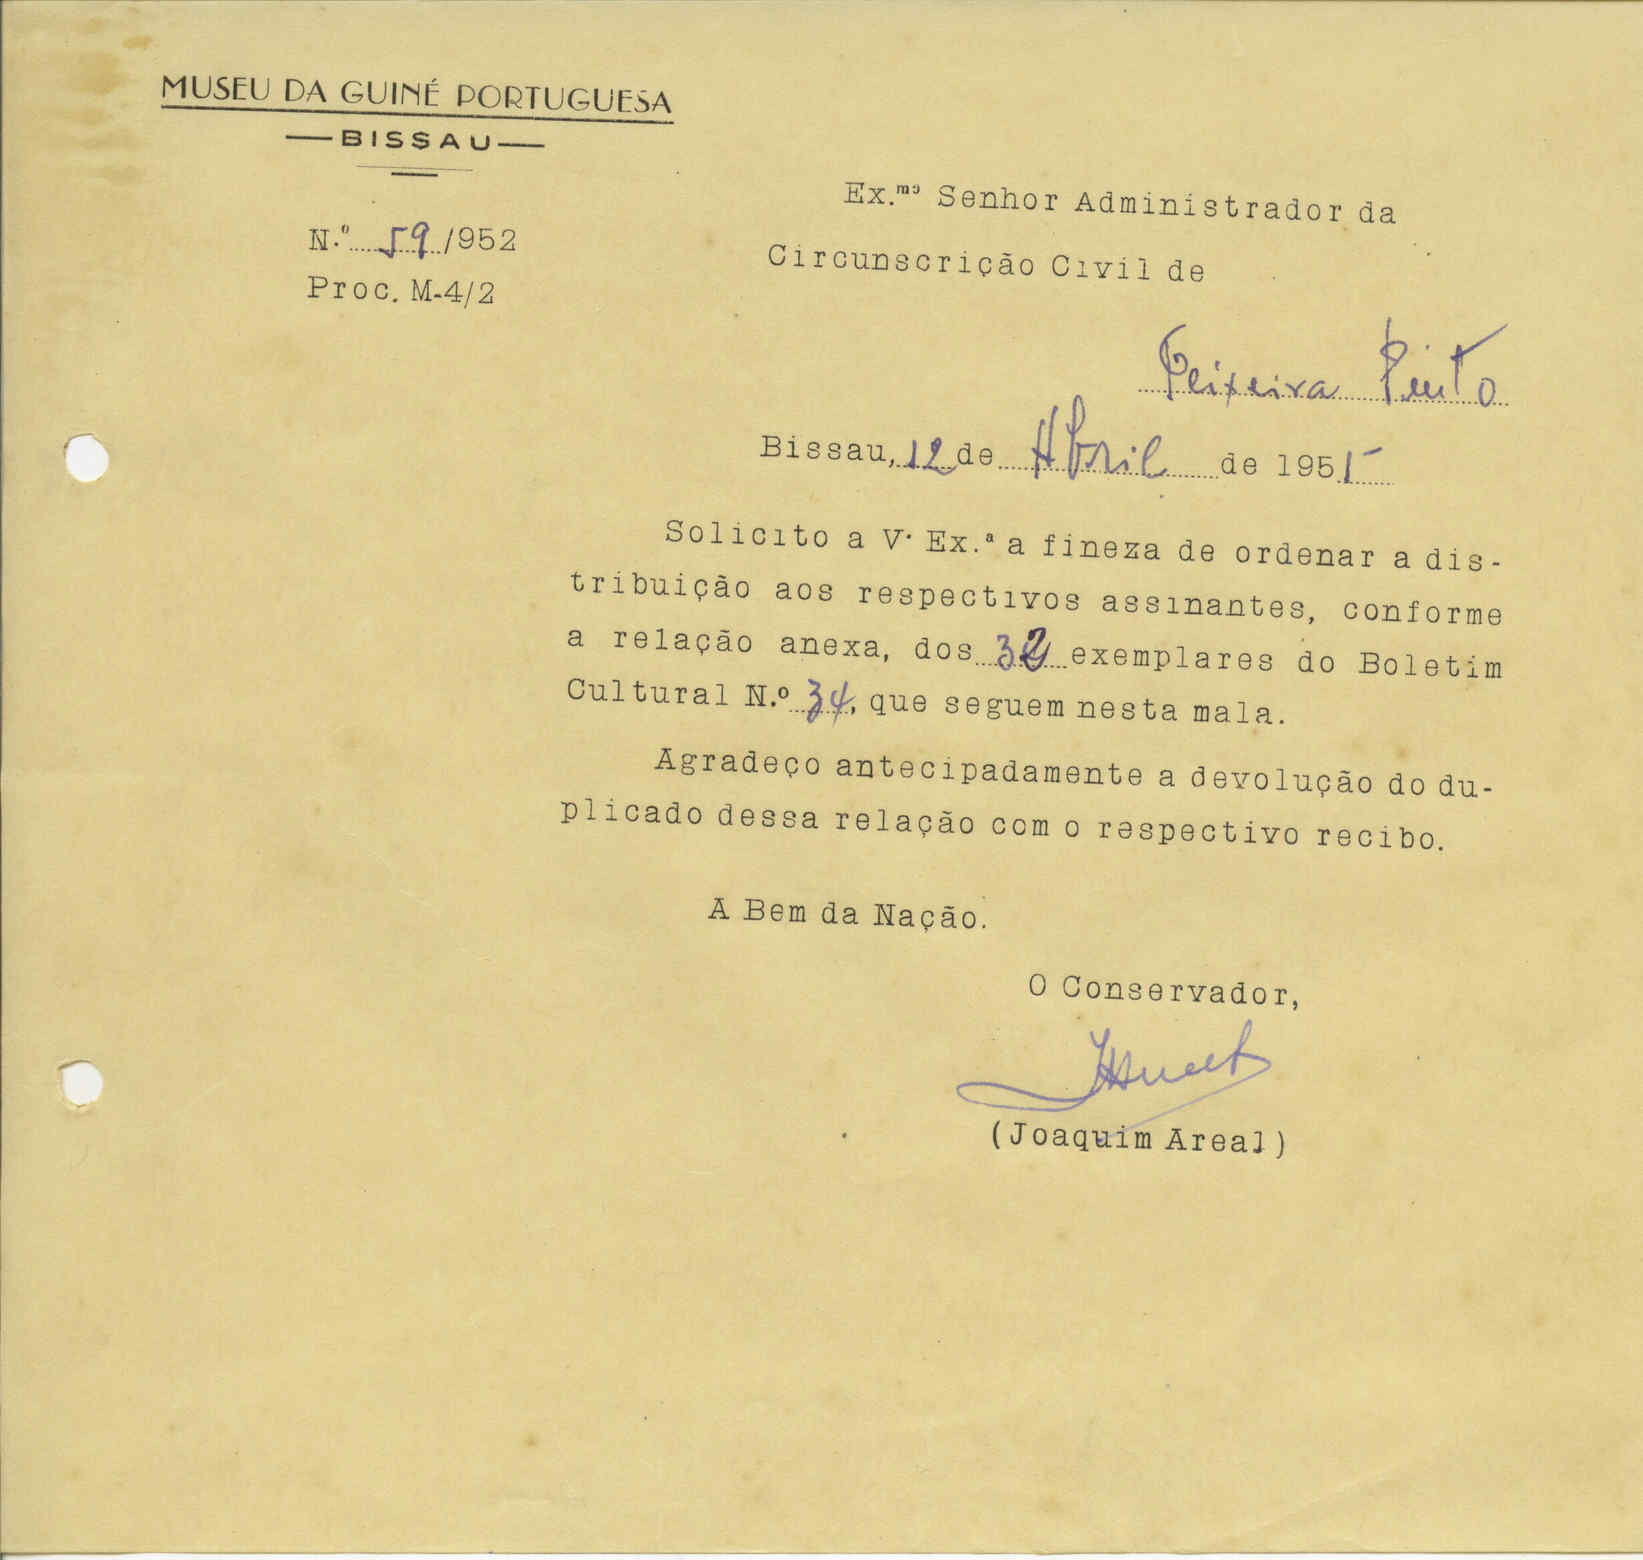 MUSEU DA GUINÉ PORTUGUESA
—BISSAU—
N.º 59/952
Proc. M-4/2
Ex.mo Senhor Administrador da
Circunscrição Civil de
Teixeira Pinto
Bissau, 12 de Abril de 1955
Solicito a V. Ex.ª a fineza de ordenar a dis-
tribuição aos respectivos assinantes, conforme
a relação anexa, dos 32 exemplares do Boletim
Cultural N.º 34, que seguem nesta mala.
Agradeço antecipadamente a devolução do du-
plicado dessa relação com o respectivo recibo.
A Bem da Nação.
O Conservador,
(Joaquim Areal)